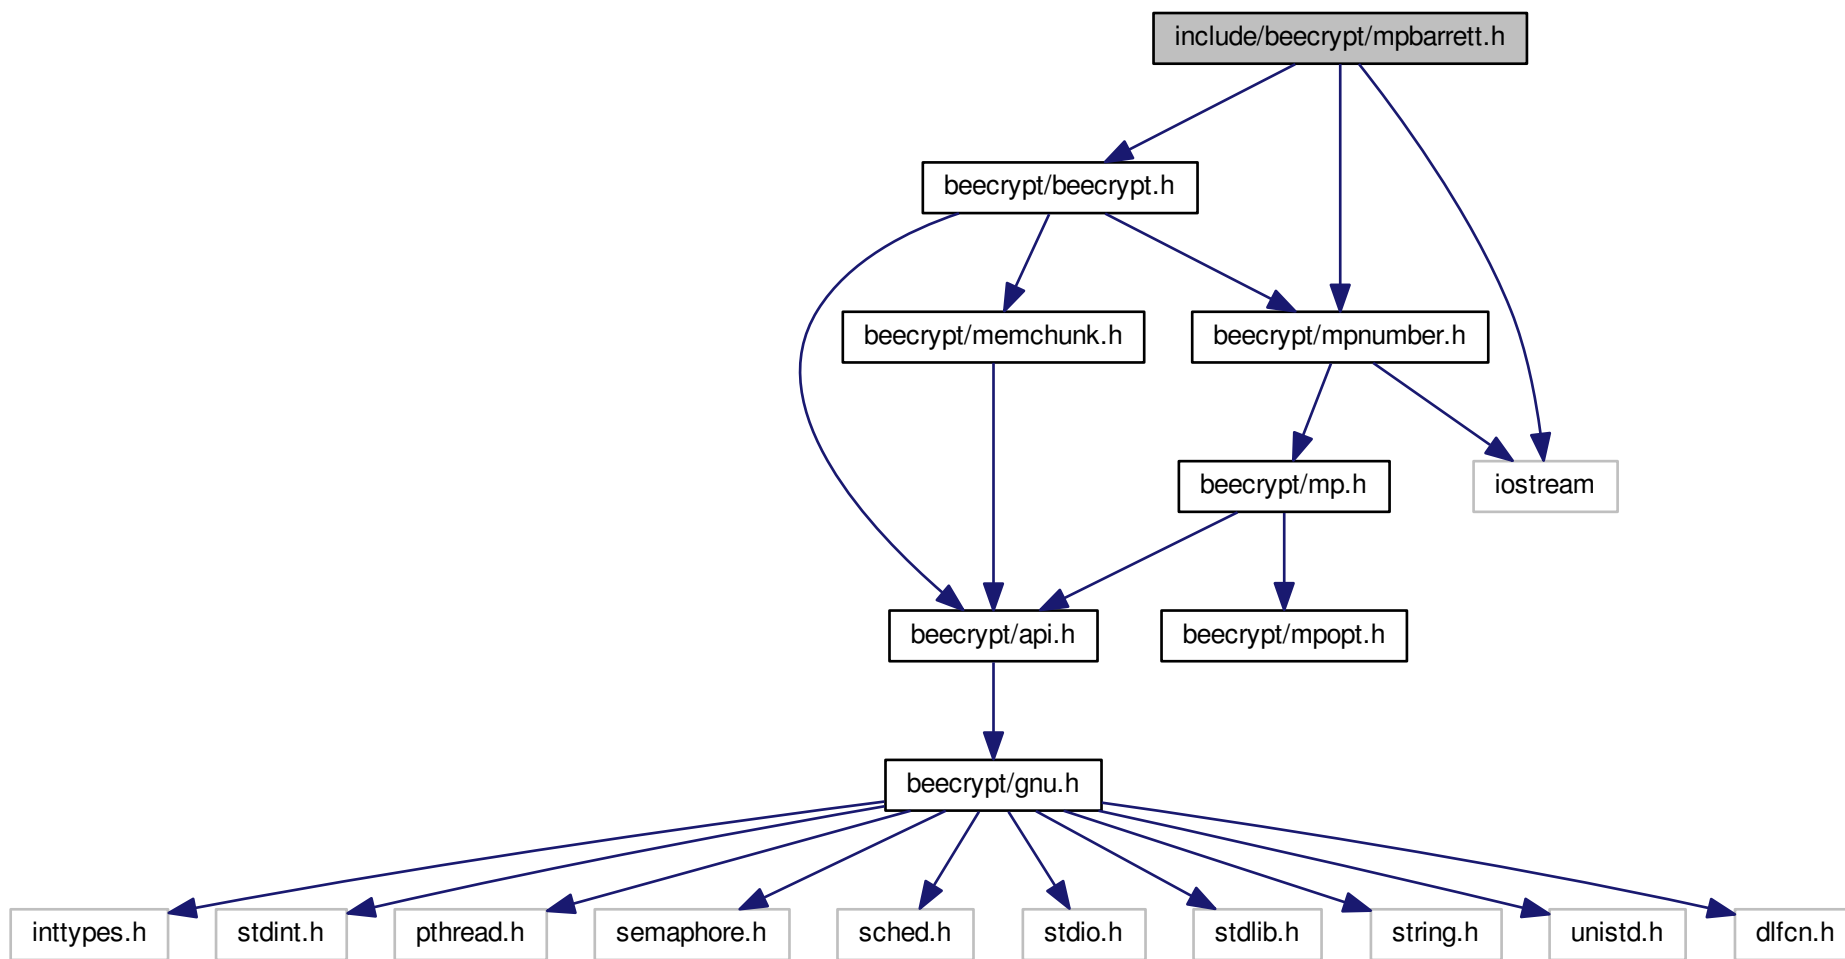 include/beecrypt/mpbarrett.h
beecrypt/beecrypt.h
beecrypt/memchunk.h
beecrypt/mpnumber.h
beecrypt/mp.h
iostream
beecrypt/api.h
beecrypt/mpopt.h
beecrypt/gnu.h
inttypes.h
stdint.h
pthread.h
semaphore.h
sched.h
stdio.h
stdlib.h
string.h
unistd.h
dlfcn.h